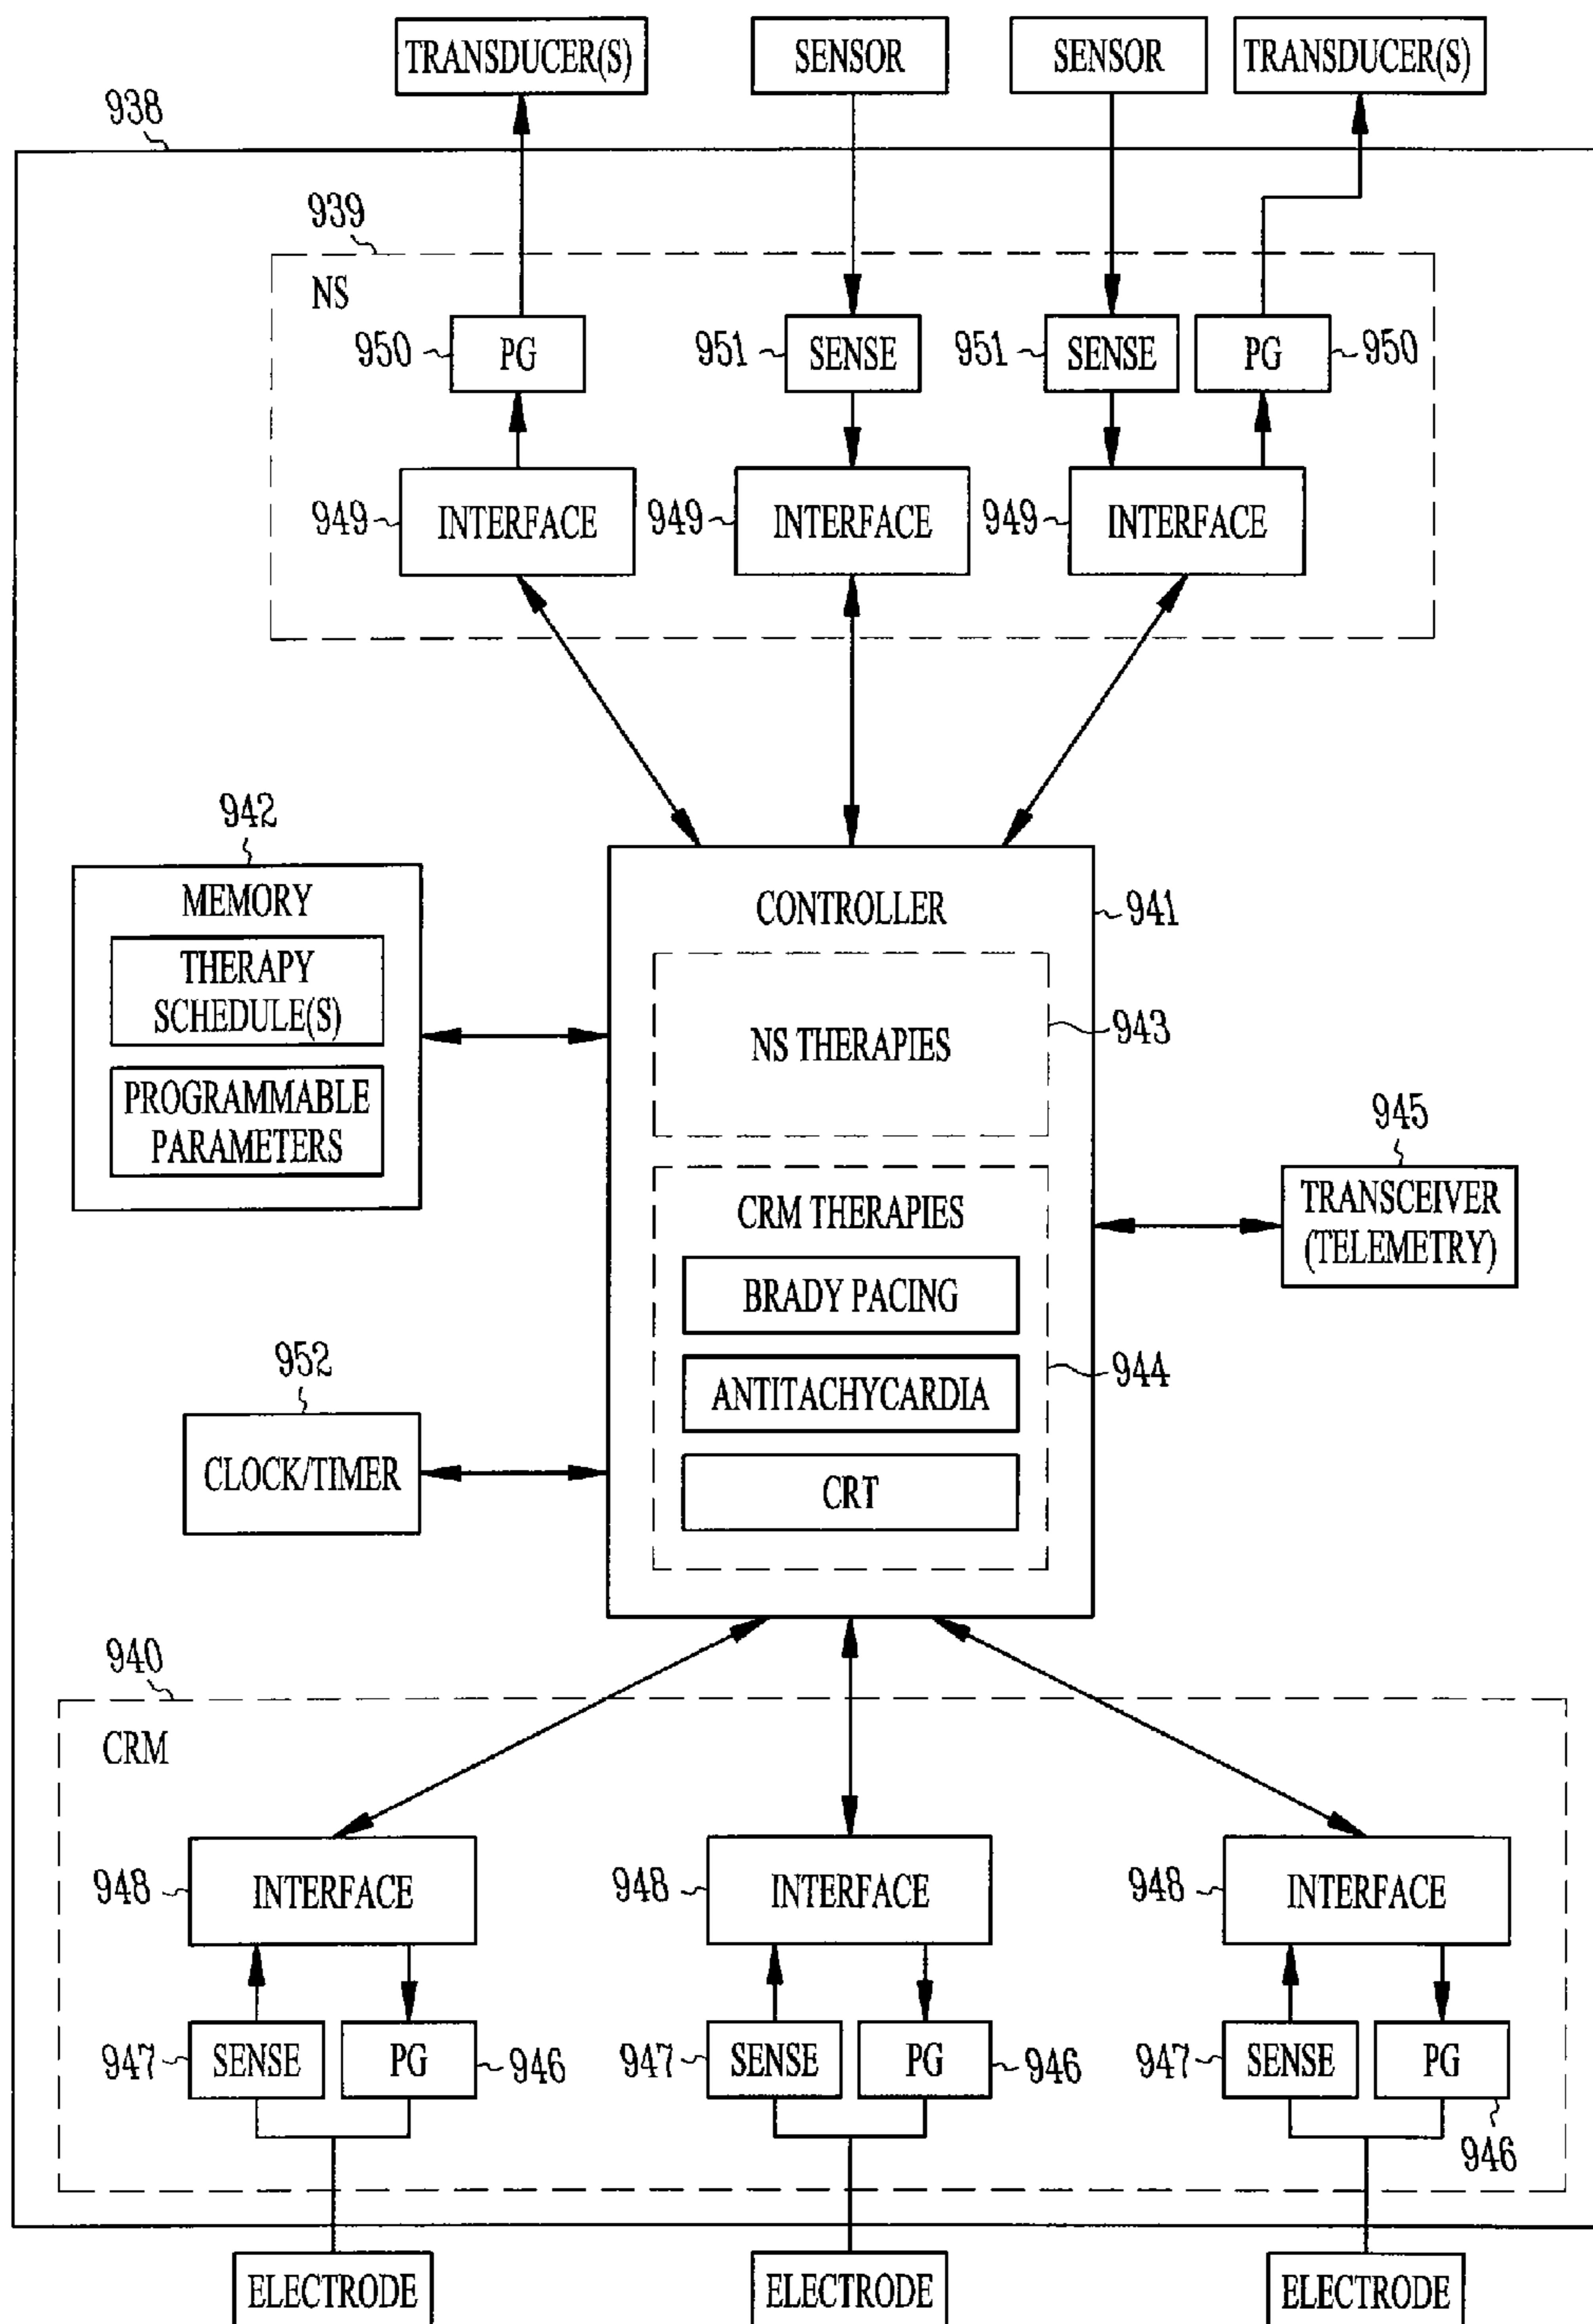 TRANSDUCER(S) SENSOR SENSOR TRANSDUCER(S)
938
939
NS
950 PG 951 SENSE 951 SENSE PG 950
949 INTERFACE 949 INTERFACE 949 INTERFACE
942
MEMORY
THERAPY
SCHEDULE(S)
PROGRAMMABLE
PARAMETERS
CONTROLLER 941
NS THERAPIES 943
945
TRANSCEIVER
(TELEMETRY)
CRM THERAPIES
BRADY PACING
ANTITACHYCARDIA 944
CRT
952
CLOCK/TIMER
940
CRM
948 INTERFACE 948 INTERFACE 948 INTERFACE
947 SENSE PG 946 947 SENSE PG 946 947 SENSE PG
946
ELECTRODE ELECTRODE ELECTRODE